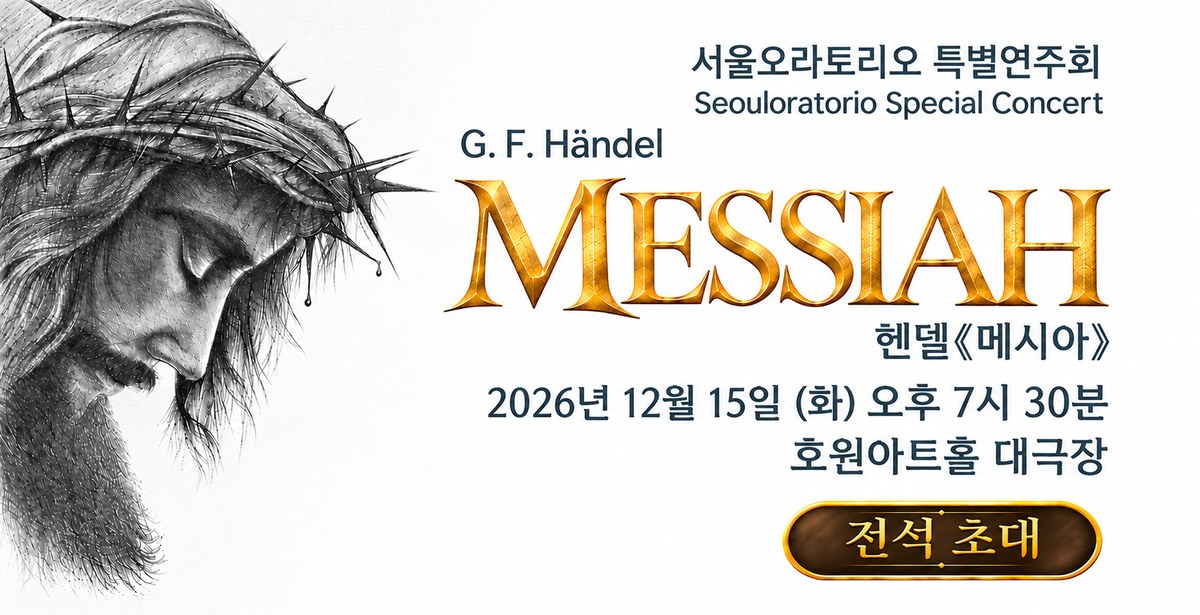 서울오라토리오 특별연주회
Seouloratorio Special Concert
G. F. Händel
MESSIAH
헨델《메시아》
2026년 12월 15일 (화) 오후 7시 30분
호원아트홀 대극장
전석 초대